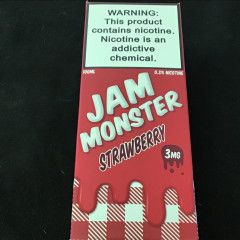 WARNING:
This product
contains nicotine.
Nicotine is an
addictive
chemical.
100ML 0.3% NICOTINE
JAM
MONSTER
STRAWBERRY
3MG